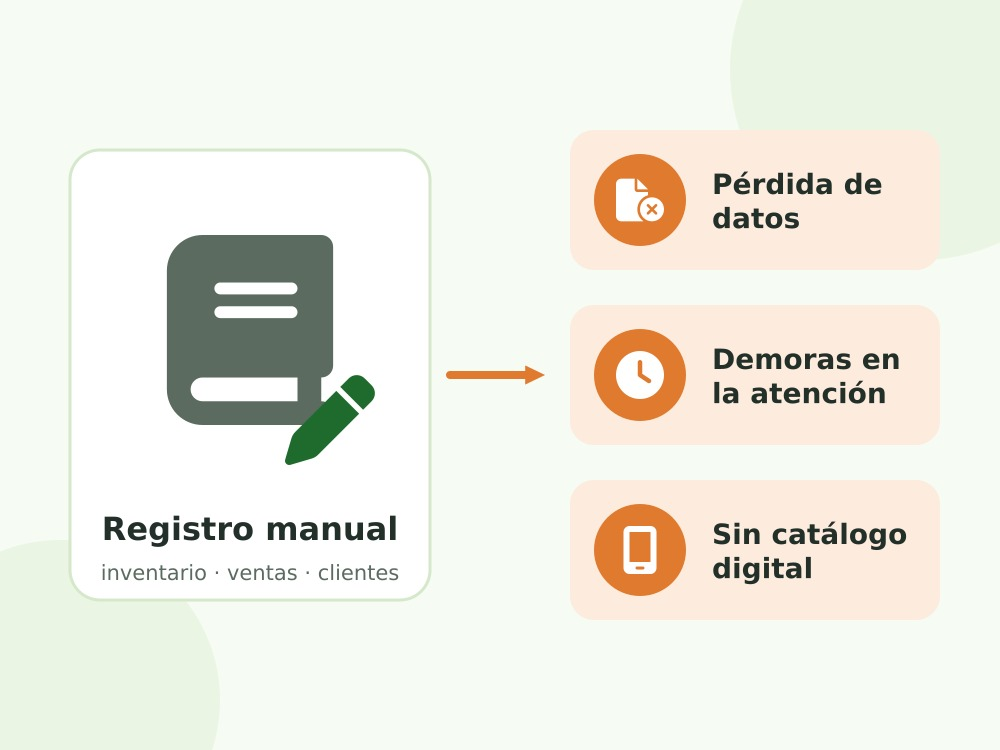 Registro manual
inventario · ventas · clientes
Pérdida de
datos
Demoras en
la atención
Sin catálogo
digital